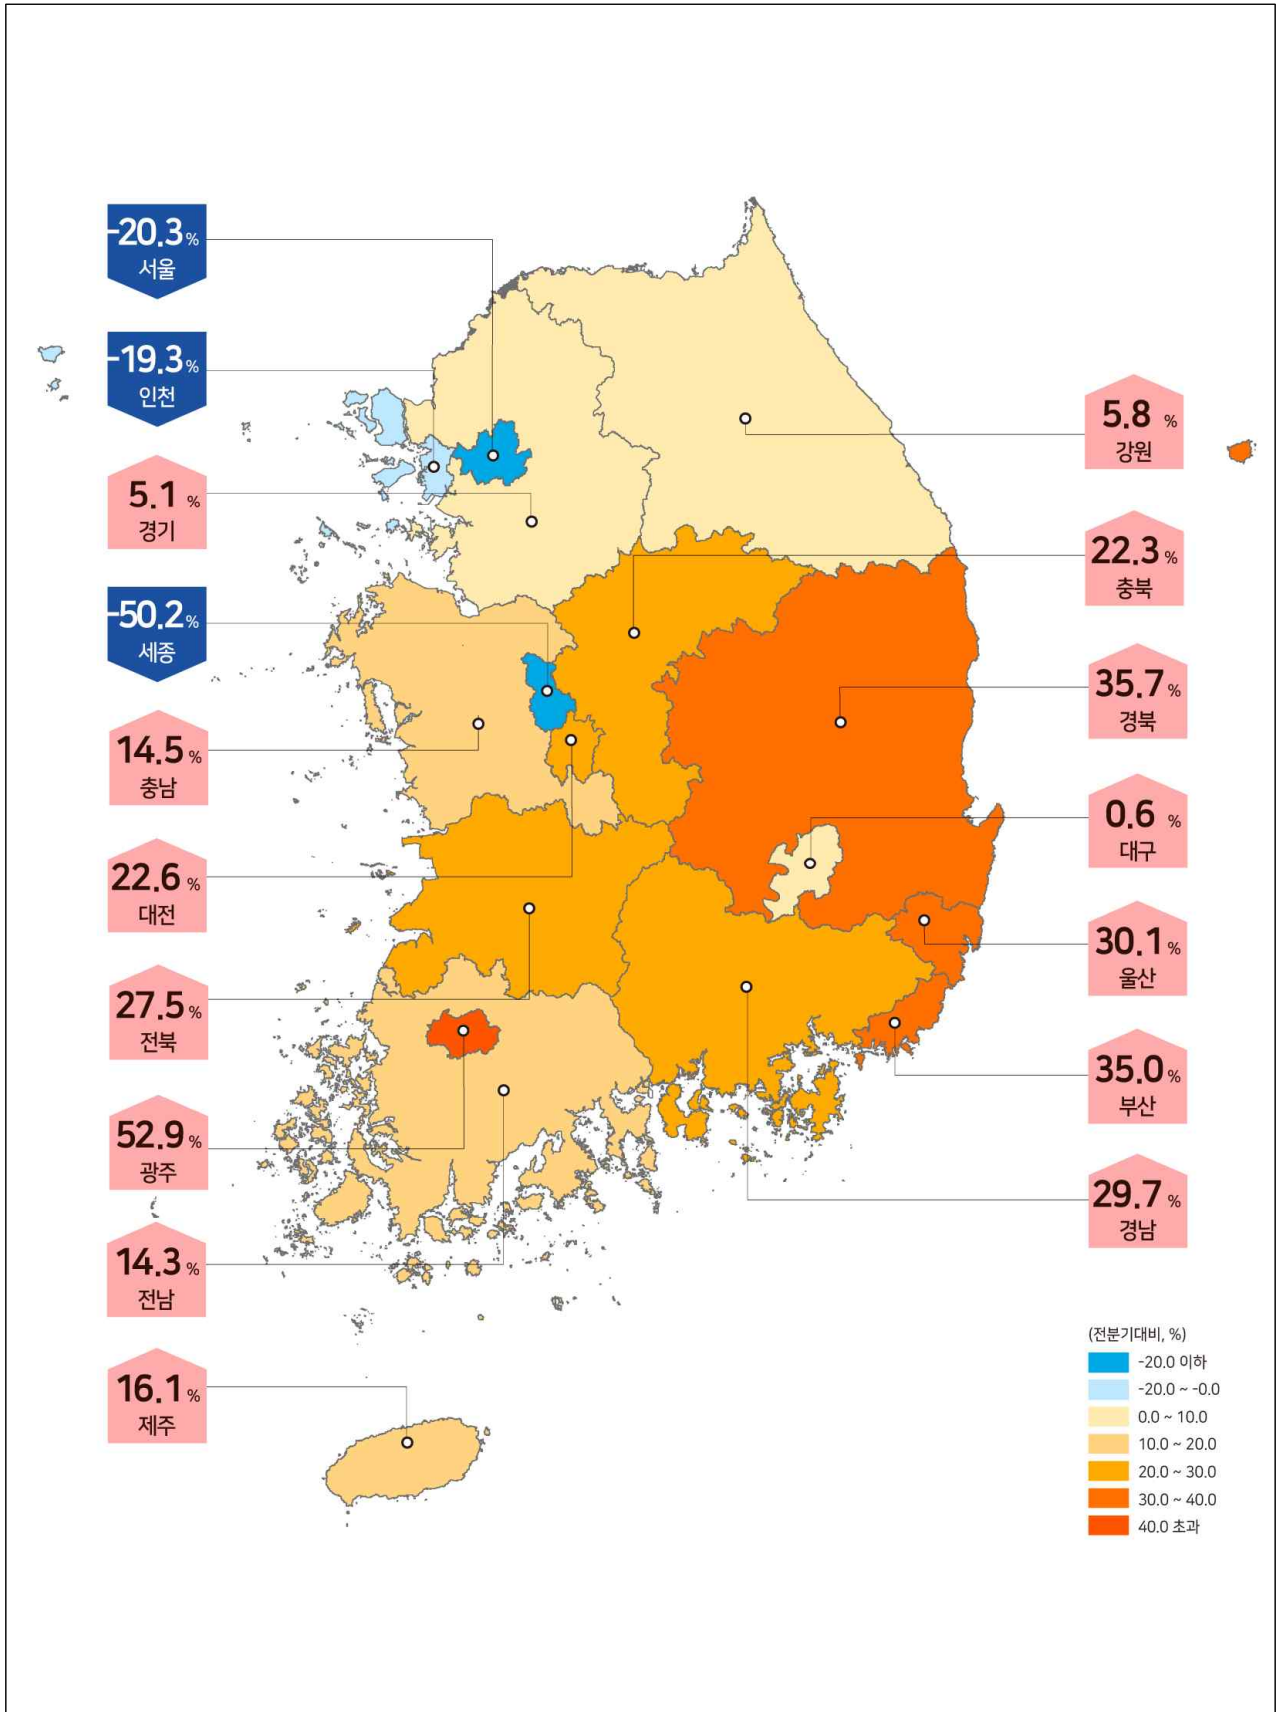 -20.3%
서울
-19.3%
인천
5.1 %
경기
-50.2%
세종
14.5%
충남
22.6%
대전
27.5%
전북
52.9%
광주
14.3%
전남
16.1%
제주
5.8 %
강원
22.3%
충북
35.7%
경북
0.6 %
대구
30.1%
울산
35.0%
부산
29.7%
경남
(전분기대비, %)
-20.0 이하
-20.0 ~ -0.0
0.0 ~ 10.0
10.0 ~ 20.0
20.0 ~ 30.0
30.0 ~ 40.0
40.0 초과